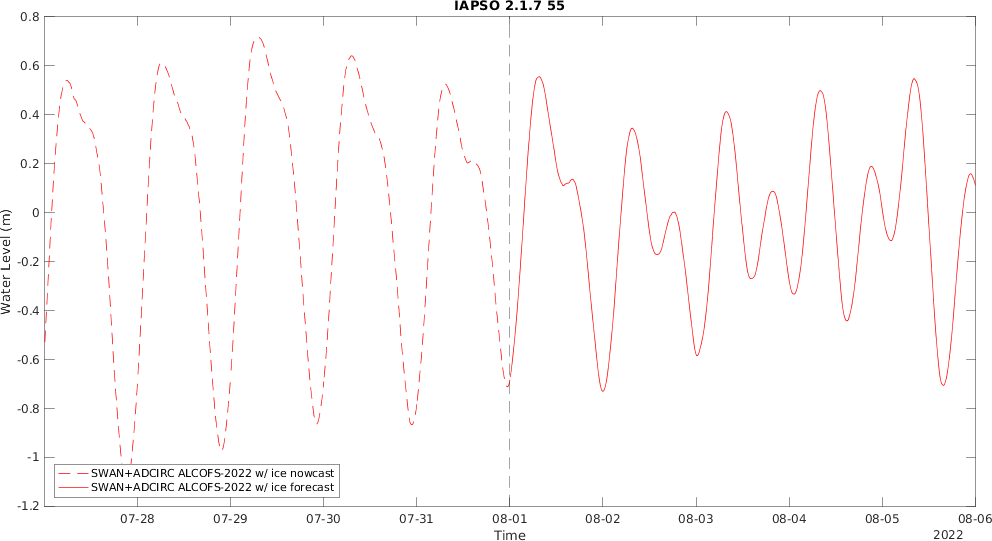 IAPSO 2.1.7 55
Water Level (m)
0.8
0.6
0.4
0.2
0
-0.2
-0.4
-0.6
-0.8
-1
-1.2
SWAN+ADCIRC ALCOFS-2022 w/ ice nowcast
SWAN+ADCIRC ALCOFS-2022 w/ ice forecast
07-28 07-29 07-30 07-31 08-01 08-02 08-03 08-04 08-05 08-06
Time
2022